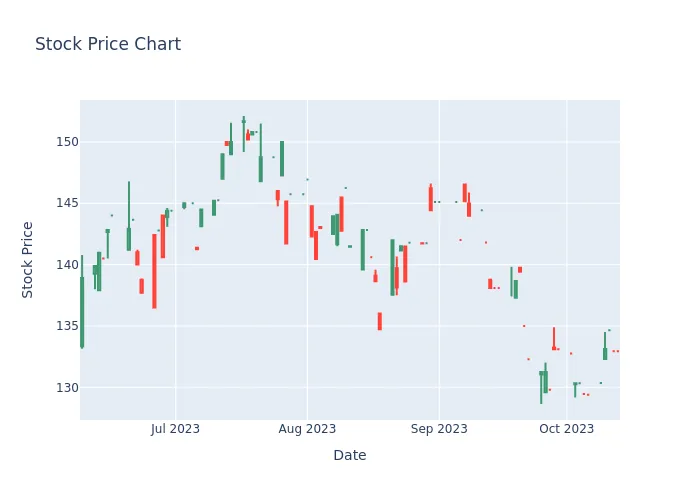 Stock Price Chart
150
145
140
135
130
Stock Price
Jul 2023
Aug 2023
Sep 2023
Oct 2023
Date